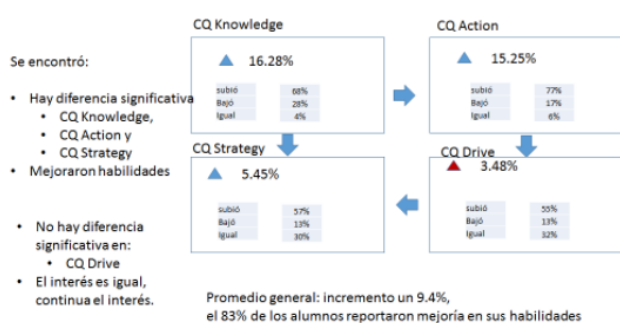 Se encontró:
• Hay diferencia significativa
• CQ Knowledge,
• CQ Action y
• CQ Strategy
• Mejoraron habilidades
• No hay diferencia
significativa en:
• CQ Drive
• El interés es igual,
continua el interés.
CQ Knowledge
16.28%
subió 68%
Bajó 28%
Igual 4%
CQ Action
15.25%
subió 77%
Bajó 17%
Igual 6%
CQ Strategy
5.45%
subió 57%
Bajó 13%
Igual 30%
CQ Drive
3.48%
subió 55%
Bajó 13%
Igual 32%
Promedio general: incremento un 9.4%,
el 83% de los alumnos reportaron mejoría en sus habilidades